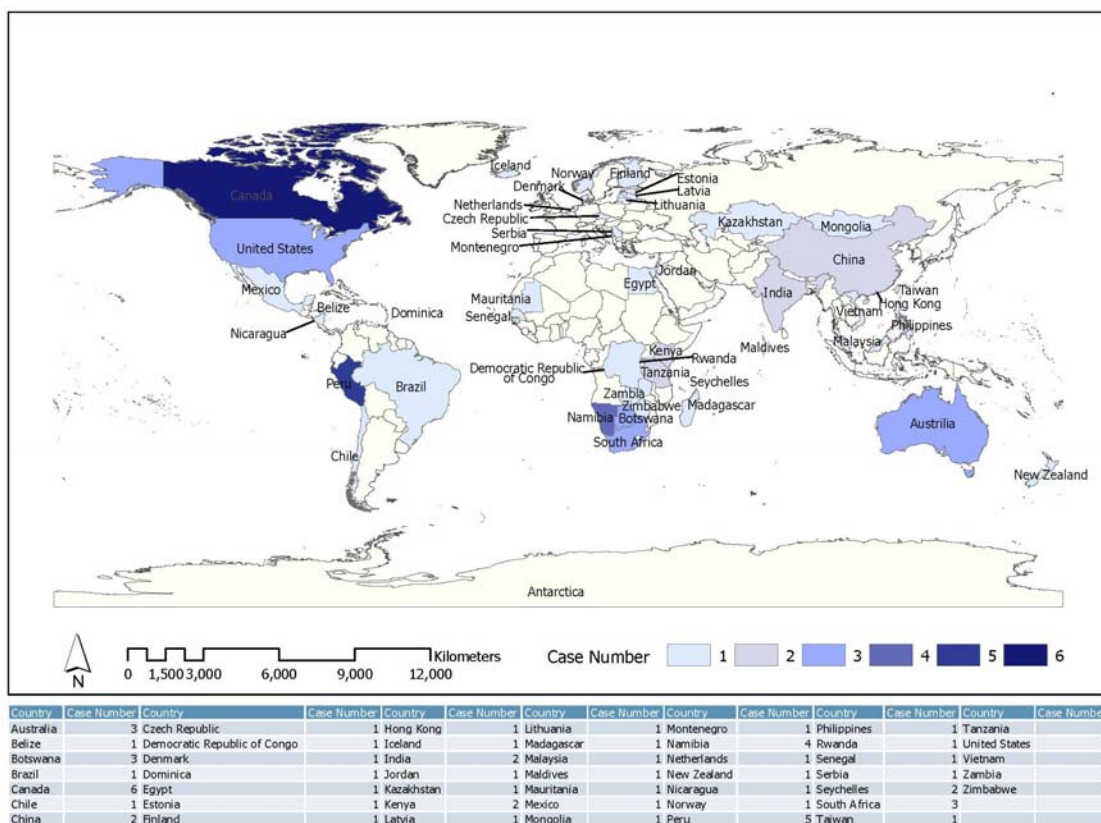 Iceland
Norway
Finland
Estonia
Denmark
Latvia
Canada
Netherlands
Lithuania
Czech Republic
Kazakhstan
Mongolia
Serbia
United States
Montenegro
China
Jordan
Mexico
Egypt
Taiwan
India
Hong Kong
Mauritania
Belize
Dominica
Vietnam
Senegal
Philippines
Nicaragua
Malaysia
Kenya
Maldives
Rwanda
Democratic Republic
of Congo
Tanzania
Peru
Seychelles
Brazil
Zambia
Zimbabwe
Madagascar
Namibia
Botswana
Austrilia
South Africa
Chile
New Zealand
Antarctica
N
Kilometers
0 1,500 3,000 6,000 9,000 12,000
Case Number 1 2 3 4 5 6
Country Case Number Country Case Number Country Case Number Country Case Number Country Case Number Country Case Number Country Case Number
Australia 3 Czech Republic 1 Hong Kong 1 Lithuania 1 Montenegro 1 Philippines 1 Tanzania
Belize 1 Democratic Republic of Congo 1 Iceland 1 Madagascar 1 Namibia 4 Rwanda 1 United States
Botswana 3 Denmark 1 India 2 Malaysia 1 Netherlands 1 Senegal 1 Vietnam
Brazil 1 Dominica 1 Jordan 1 Maldives 1 New Zealand 1 Serbia 1 Zambia
Canada 6 Egypt 1 Kazakhstan 1 Mauritania 1 Nicaragua 1 Seychelles 2 Zimbabwe
Chile 1 Estonia 1 Kenya 2 Mexico 1 Norway 1 South Africa 3
China 2 Finland 1 Latvia 1 Mongolia 1 Peru 5 Taiwan 1